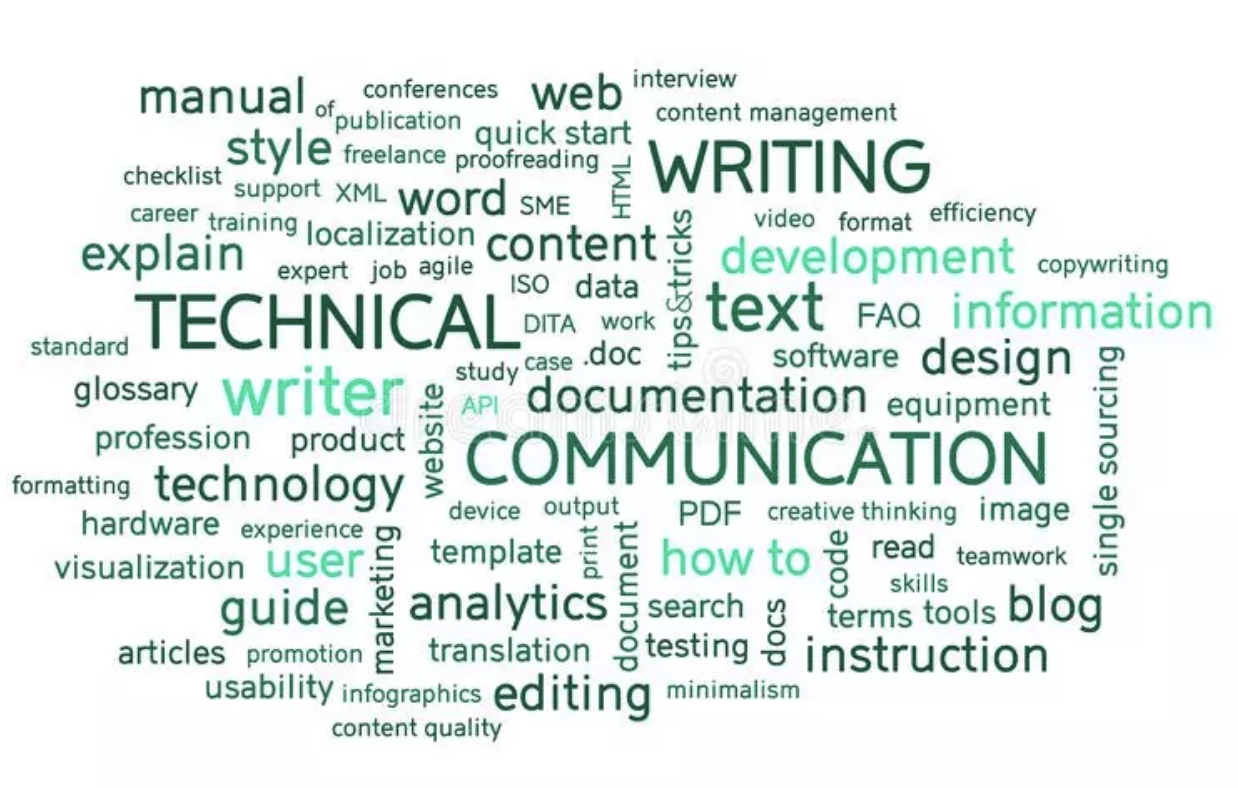 interview
manual of conferences web
content management
publication quick start
style freelance proofreading HTML WRITING
checklist support XML word SME
career training video format efficiency
localization content tips&tricks
explain expert job agile development copywriting
ISO data
TECHNICAL DITA work text FAQ information
standard study case .doc software design
glossary writer API documentation equipment
website
profession product COMMUNICATION single sourcing
formatting technology
device output PDF creative thinking image
hardware experience
visualization user marketing template print document how to code read teamwork
skills
guide analytics search docs terms tools blog
articles promotion translation testing instruction
usability infographics editing minimalism
content quality
dreamstime